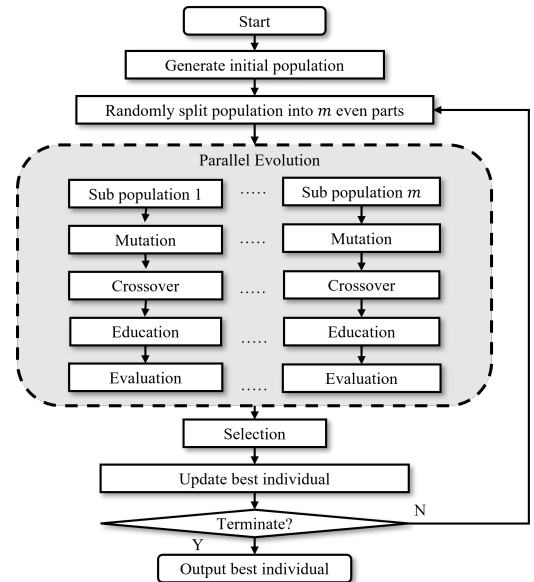 Start
Generate initial population
Randomly split population into m even parts
Parallel Evolution
Sub population 1 ..... Sub population m
Mutation ..... Mutation
Crossover ..... Crossover
Education ..... Education
Evaluation ..... Evaluation
Selection
Update best individual
Terminate? N
Y
Output best individual